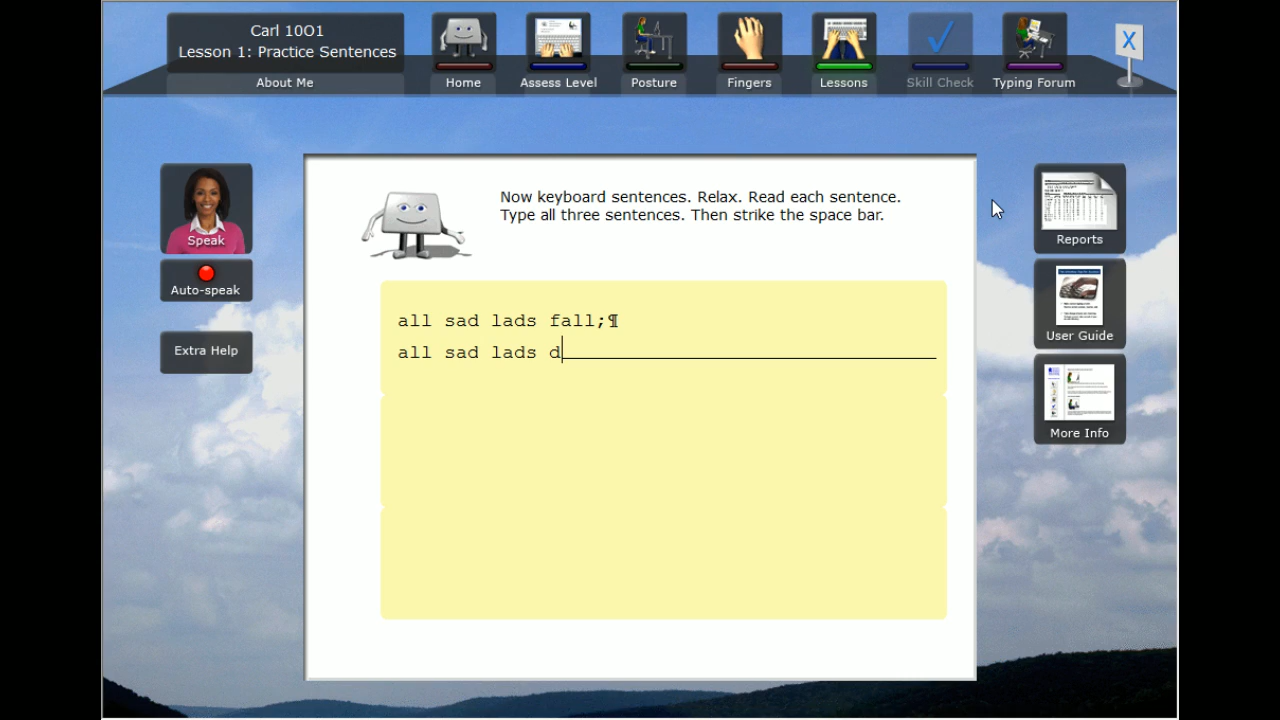 Carl 10O1
Lesson 1: Practice Sentences
About Me
Home
Assess Level
Posture
Fingers
Lessons
Skill Check
Typing Forum
X
Speak
Auto-speak
Extra Help
Now keyboard sentences. Relax. Read each sentence.
Type all three sentences. Then strike the space bar.
all sad lads fall;¶
all sad lads d
Reports
User Guide
More Info